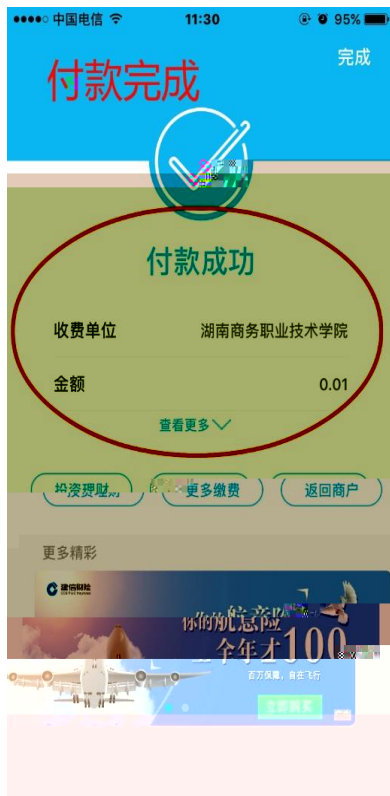 中国电信 11:30 95%
完成
付款完成
付款成功
收费单位 湖南商务职业技术学院
金额 0.01
查看更多
投资理财 更多缴费 返回商户
更多精彩
建信财险
你的航意险
全年才100
百万保障，自在飞行
立即购买